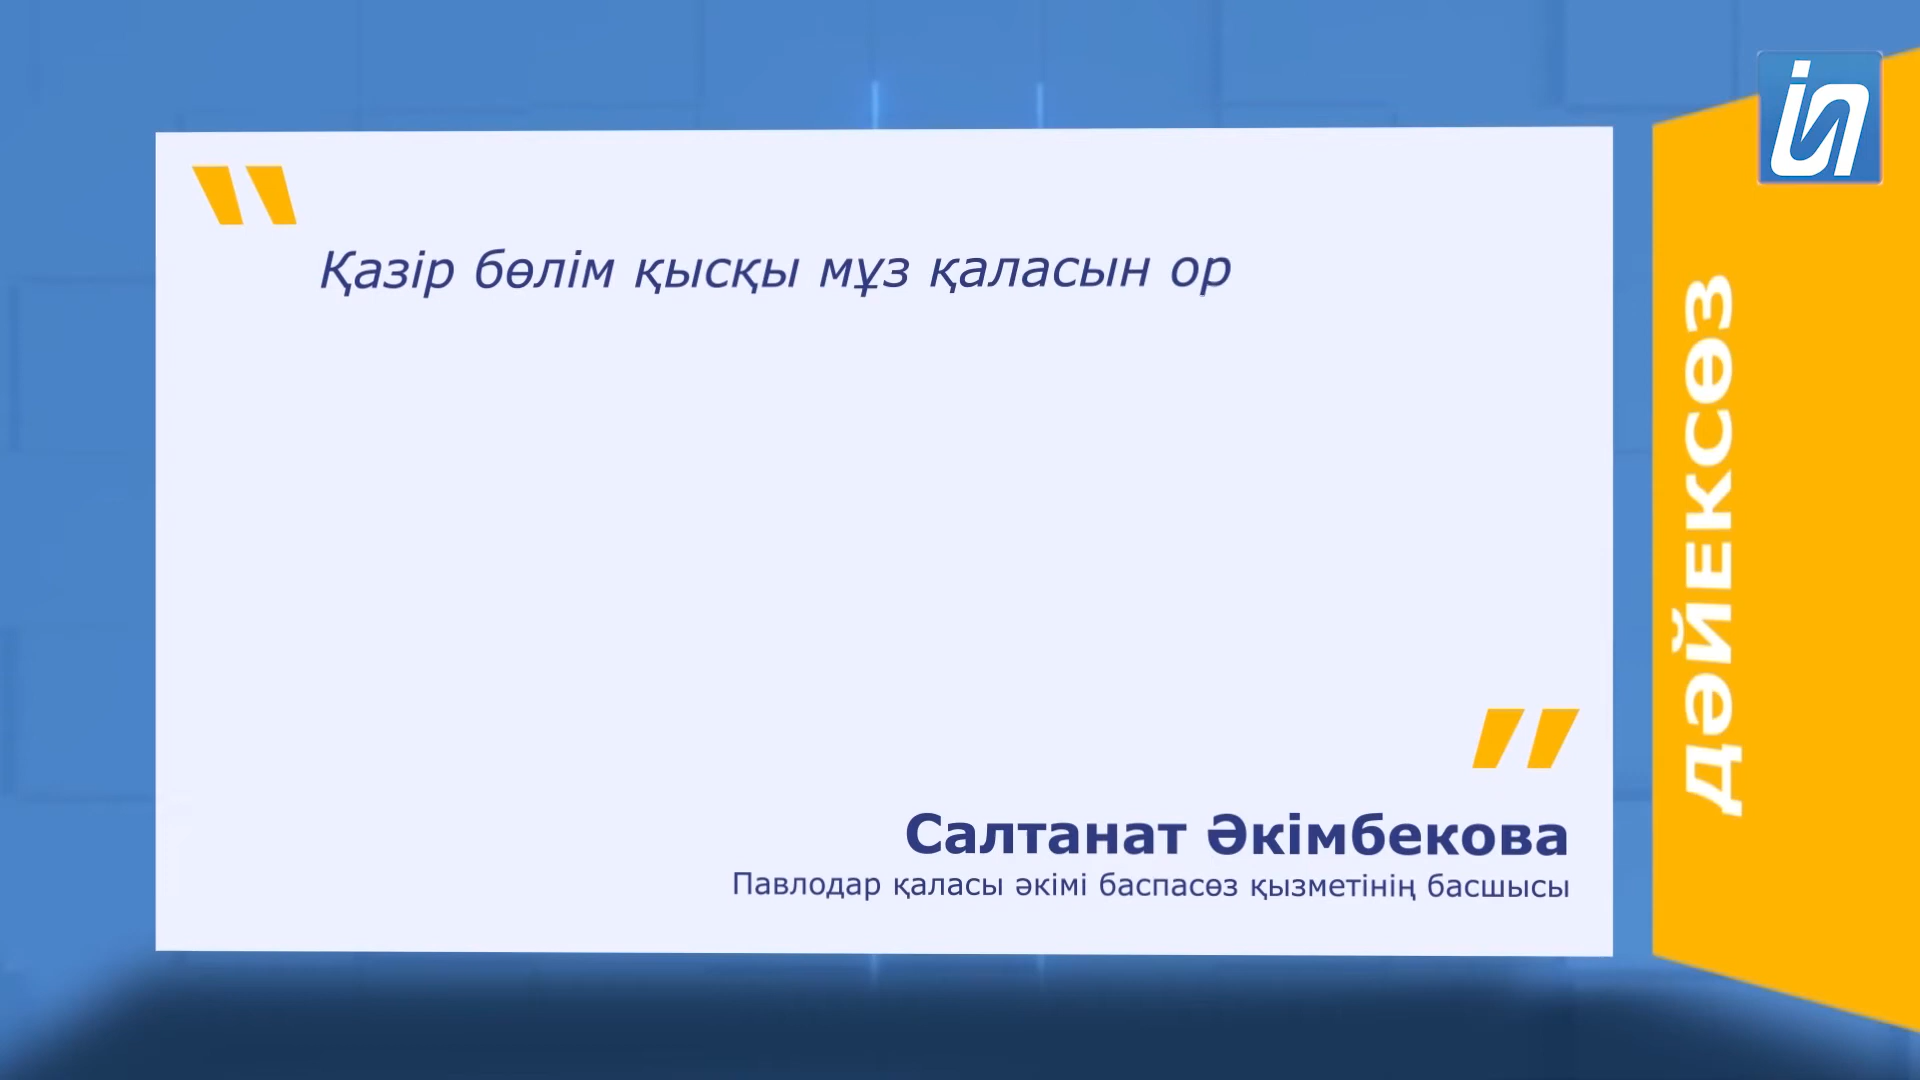 Қазір бөлім қысқы мұз қаласын ор
Салтанат Әкімбекова
Павлодар қаласы әкімі баспасөз қызметінің басшысы
ДӘЙЕКСӨЗ